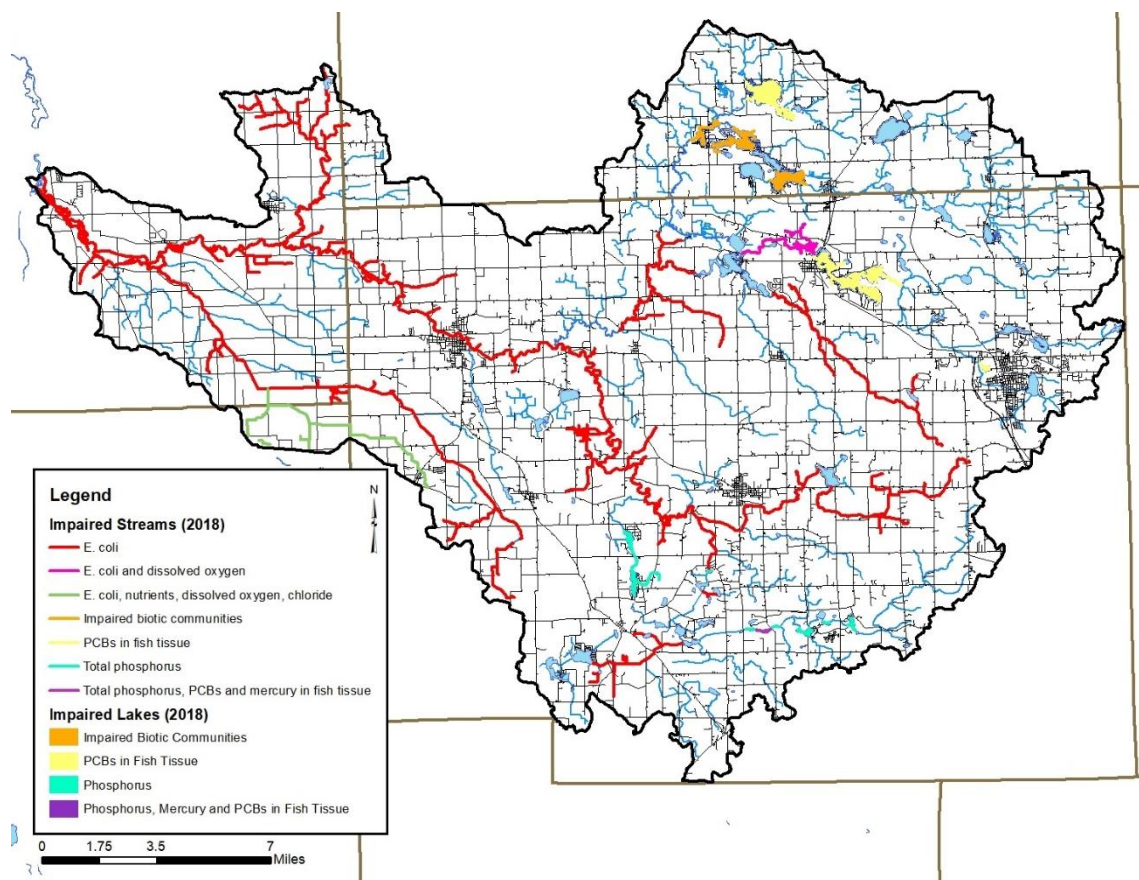 Legend
Impaired Streams (2018)
E. coli
E. coli and dissolved oxygen
E. coli, nutrients, dissolved oxygen, chloride
Impaired biotic communities
PCBs in fish tissue
Total phosphorus
Total phosphorus, PCBs and mercury in fish tissue
Impaired Lakes (2018)
Impaired Biotic Communities
PCBs in Fish Tissue
Phosphorus
Phosphorus, Mercury and PCBs in Fish Tissue
N
0 1.75 3.5 7
Miles